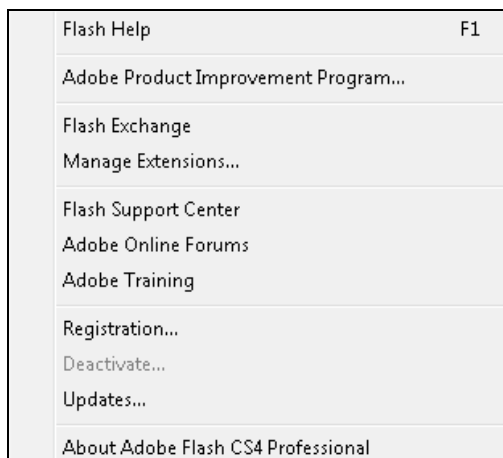 Flash Help F1
Adobe Product Improvement Program...
Flash Exchange
Manage Extensions...
Flash Support Center
Adobe Online Forums
Adobe Training
Registration...
Deactivate...
Updates...
About Adobe Flash CS4 Professional